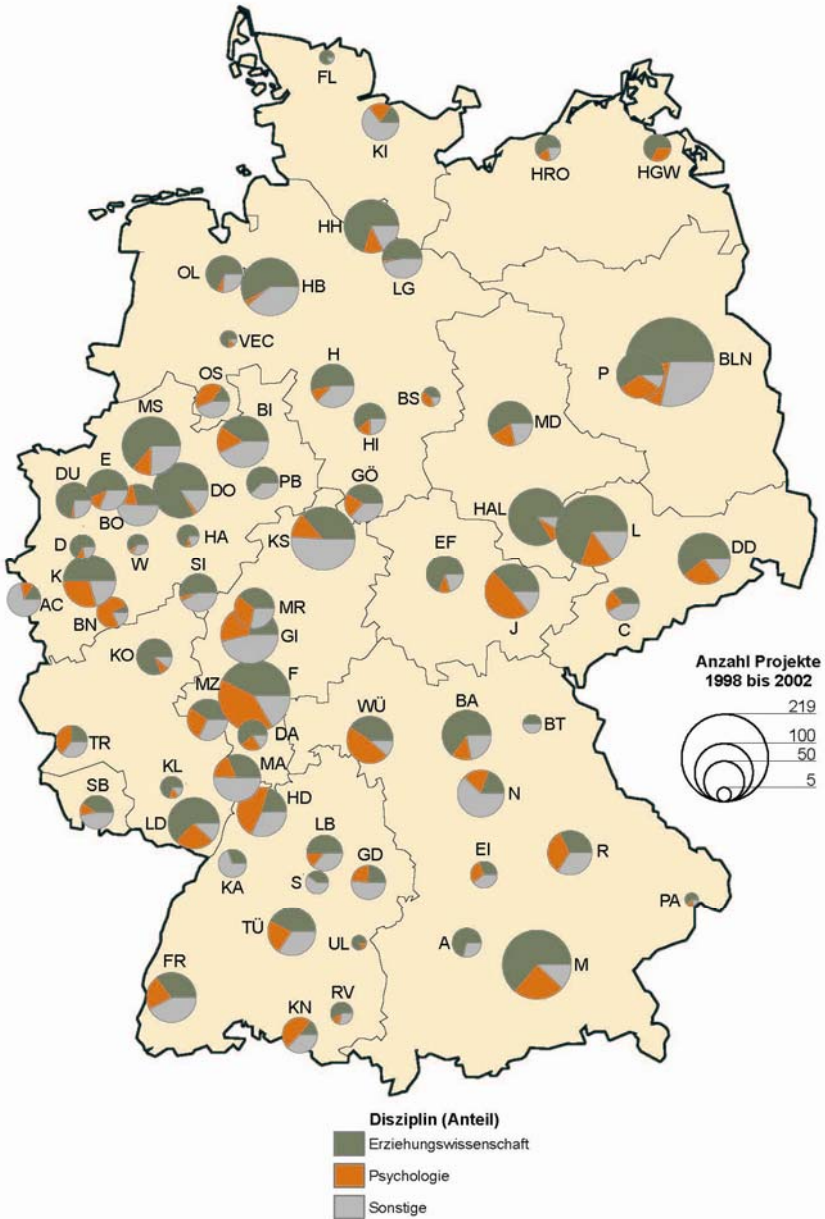 FL
KI
HRO
HGW
HH
LG
OL
HB
VEC
BLN
P
H
BS
OS
MS
BI
HI
MD
E
DU
GÖ
PB
DO
BO
HAL
L
KS
HA
D
W
EF
DD
K
SI
AC
BN
MR
J
C
GI
KO
F
MZ
WÜ
BA
BT
DA
TR
MA
N
KL
SB
HD
LD
LB
GD
EI
R
KA
S
PA
TÜ
UL
A
M
FR
RV
KN
Anzahl Projekte
1998 bis 2002
219
100
50
5
Disziplin (Anteil)
Erziehungswissenschaft
Psychologie
Sonstige